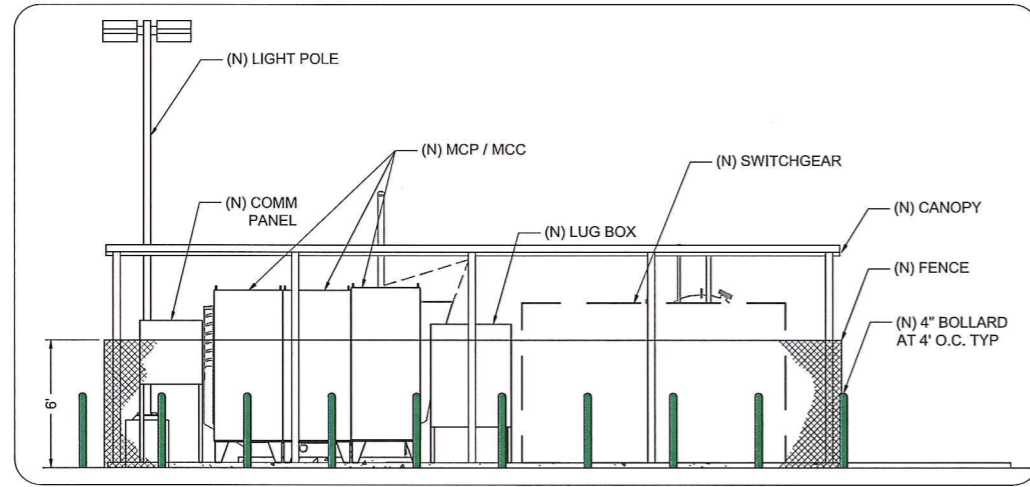 (N) LIGHT POLE
(N) MCP / MCC
(N) SWITCHGEAR
(N) COMM
PANEL
(N) CANOPY
(N) LUG BOX
(N) FENCE
(N) 4" BOLLARD
AT 4' O.C. TYP
6'